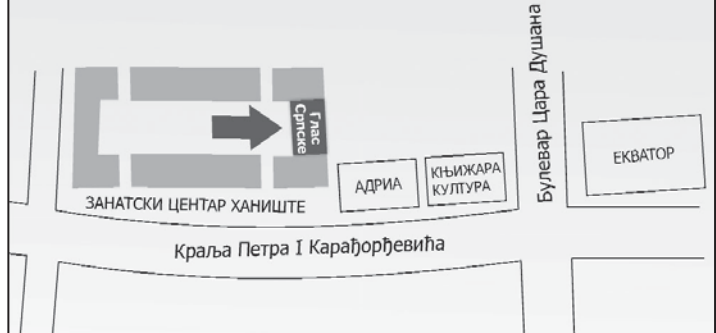 Глас
Српске
Булевар Цара Душана
АДРИА
КЊИЖАРА
КУЛТУРА
ЕКВАТОР
ЗАНАТСКИ ЦЕНТАР ХАНИШТЕ
Краља Петра I Карађорђевића